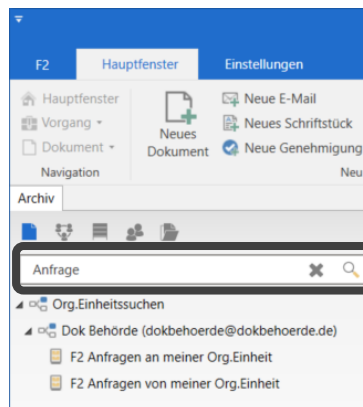 F2 Hauptfenster Einstellungen
Hauptfenster
Vorgang
Dokument
Navigation
Neues
Dokument
Neue E-Mail
Neues Schriftstück
Neue Genehmigung
Neu
Archiv
Anfrage
Org.Einheitssuchen
Dok Behörde (dokbehoerde@dokbehoerde.de)
F2 Anfragen an meiner Org.Einheit
F2 Anfragen von meiner Org.Einheit